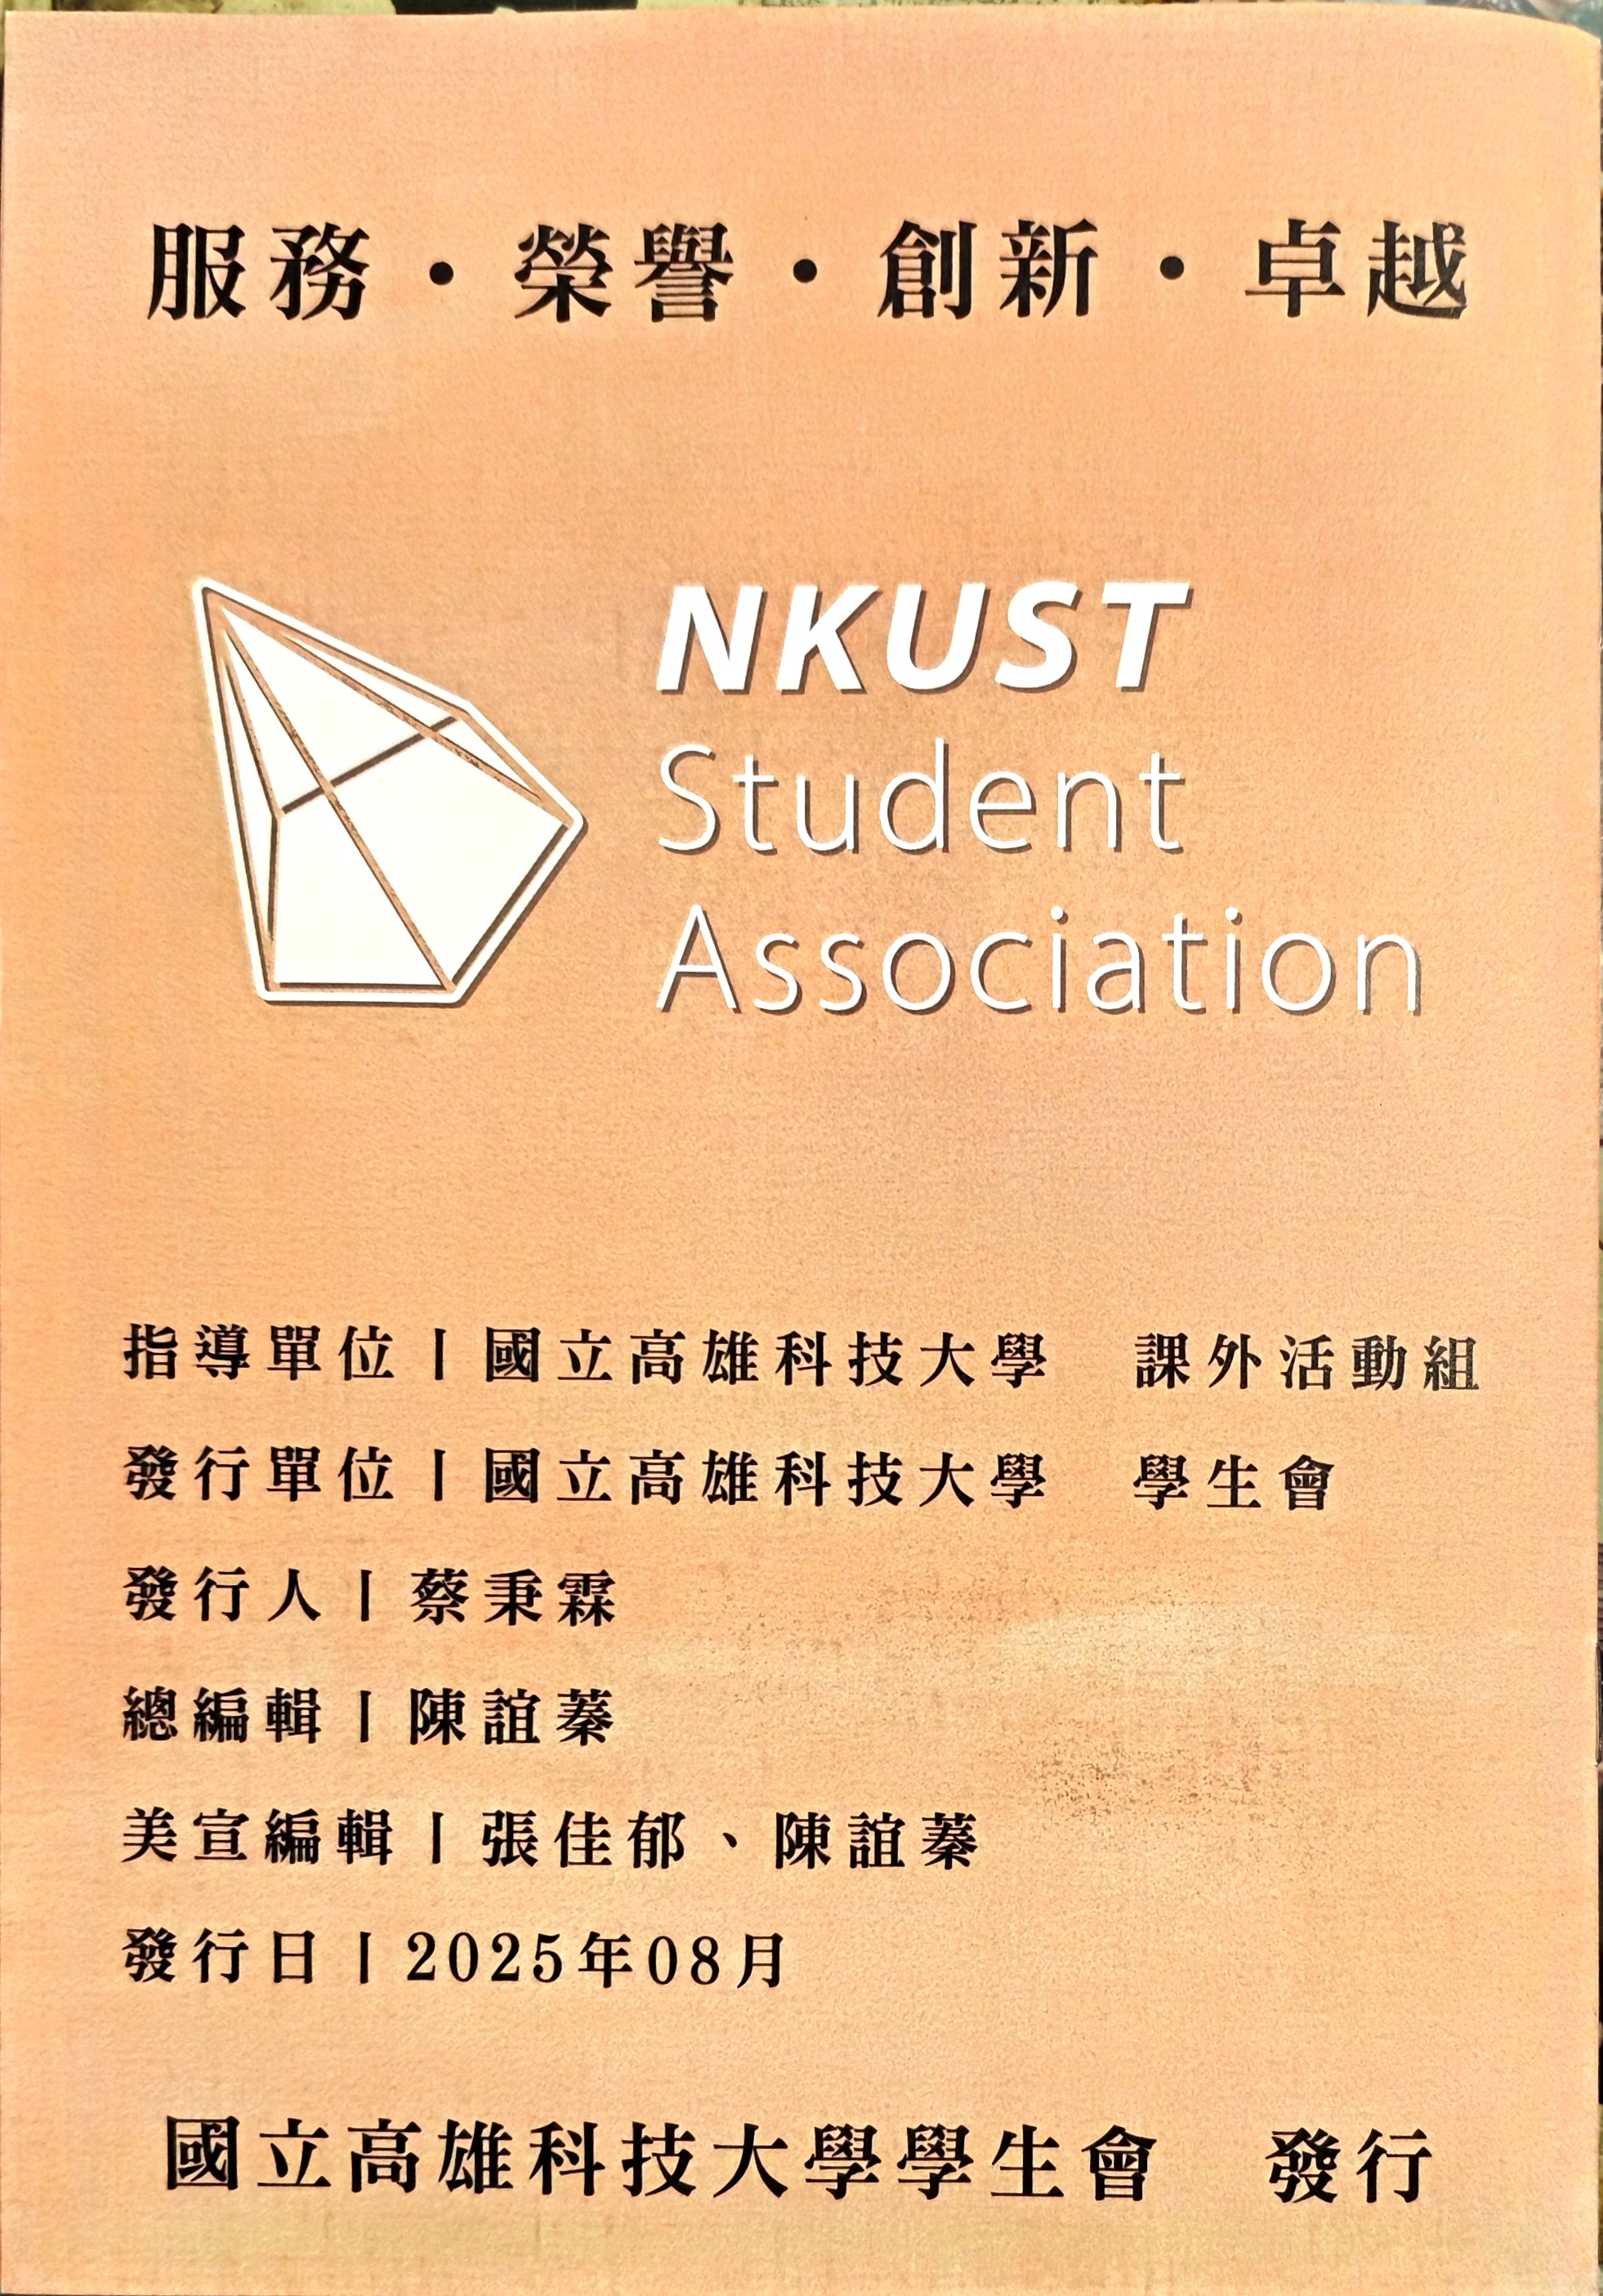 服務・榮譽・創新・卓越
NKUST
Student
Association
指導單位｜國立高雄科技大學　課外活動組
發行單位｜國立高雄科技大學　學生會
發行人｜蔡秉霖
總編輯｜陳誼蓁
美宣編輯｜張佳郁、陳誼蓁
發行日｜2025年08月
國立高雄科技大學學生會　發行